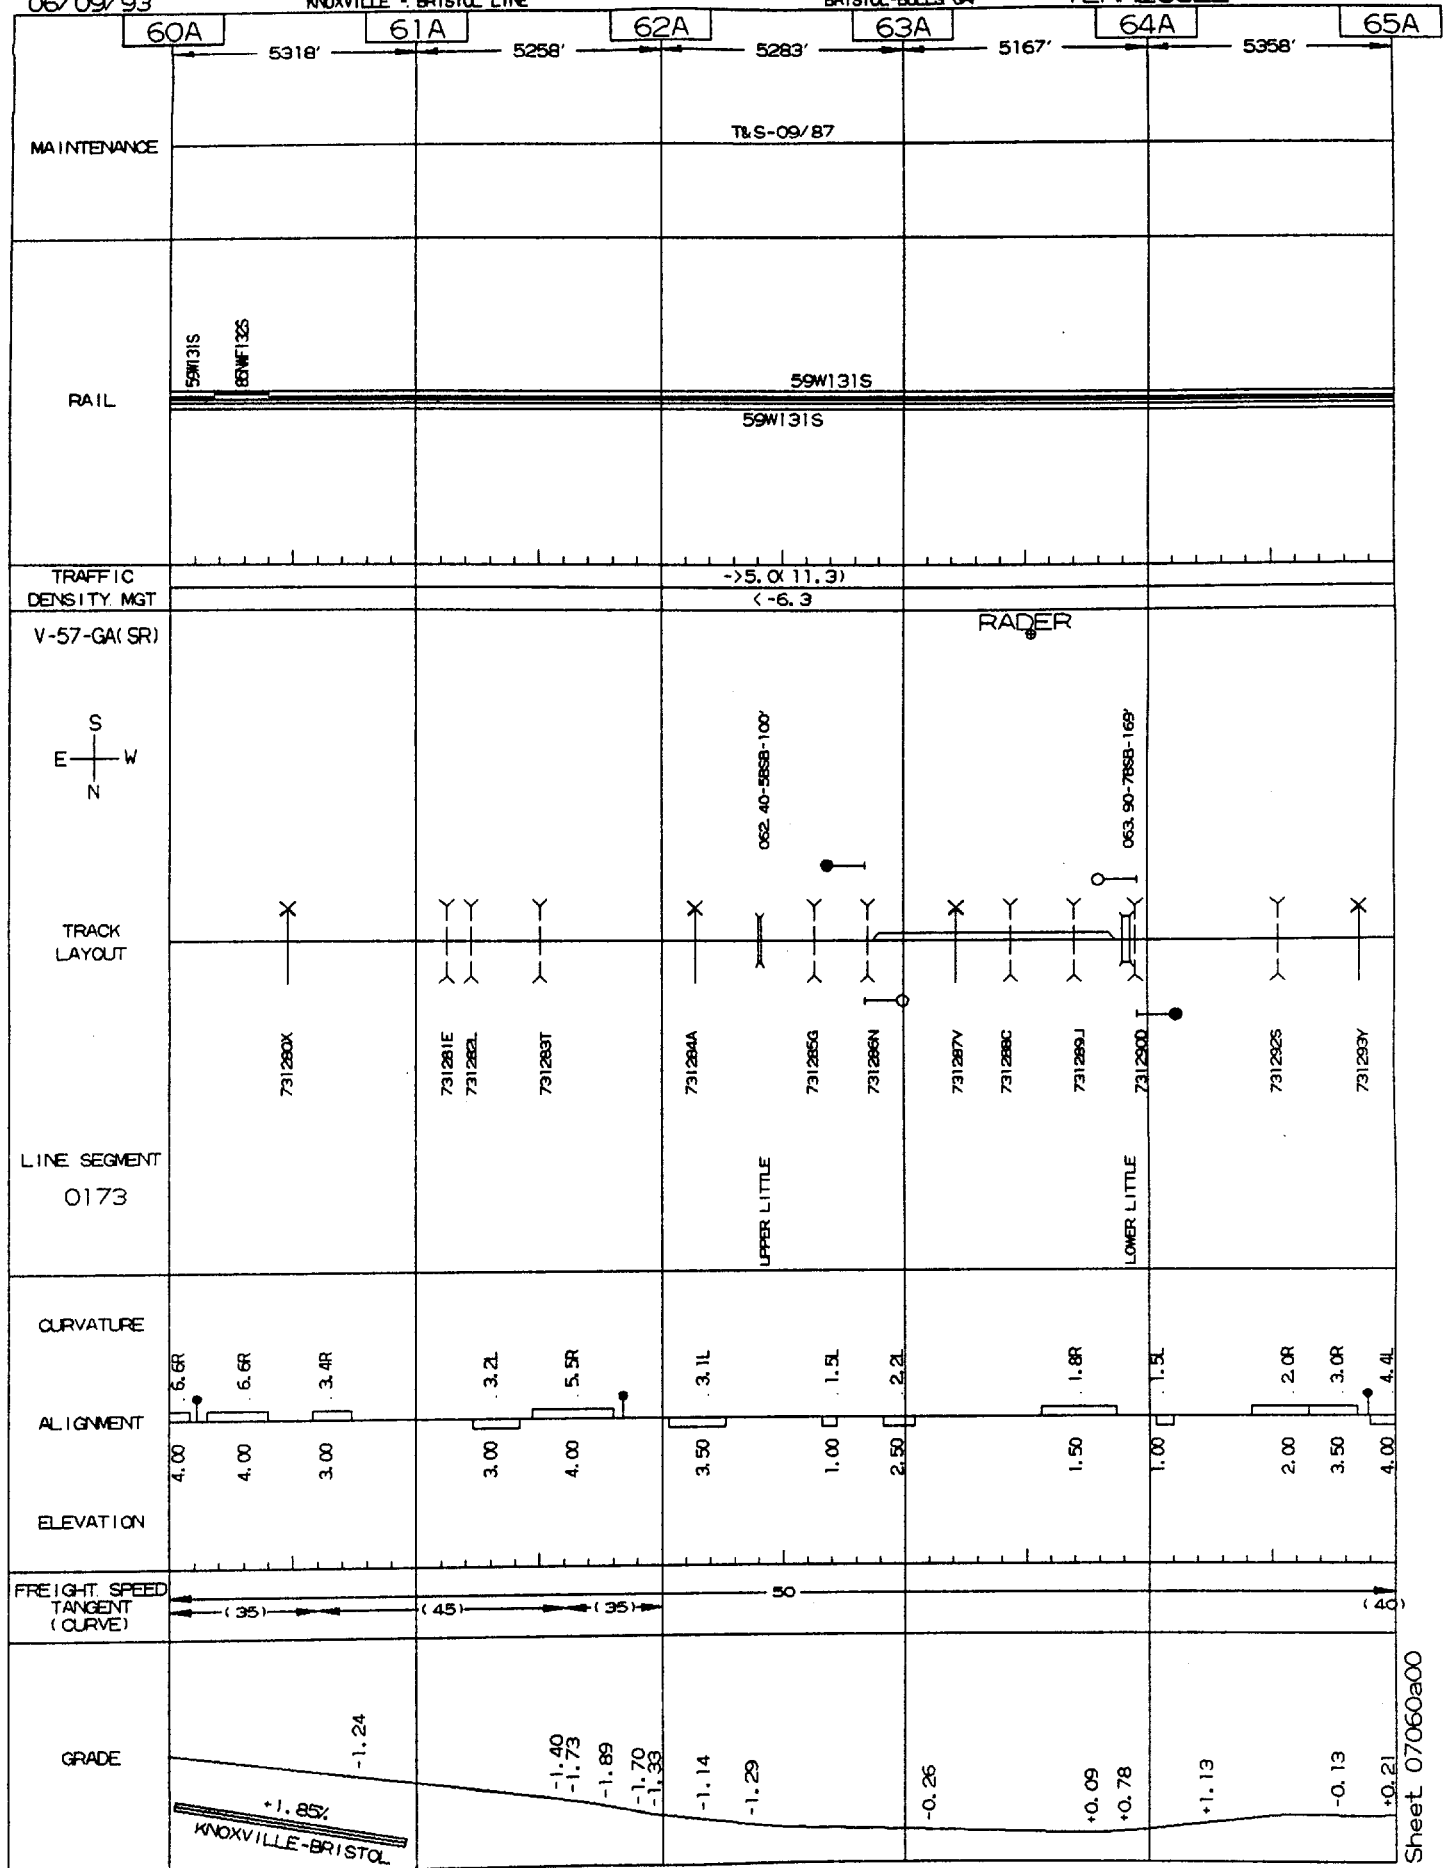 06/09/93 KNOXVILLE - BRISTOL LINE
60A 61A 62A 63A 64A 65A
5318' 5258' 5283' 5167' 5358'
MAINTENANCE
T&S-09/87
59W131S
RAIL
59W131S
59W131S
TRAFFIC
DENSITY MGT
->5.0(11.3)
<-6.3
V-57-GA(SR)
RADER
S
E W
N
062.40-58SB-100'
063.90-78SB-169'
TRACK
LAYOUT
731280X
731281E
731282L
731283T
731284A
731285G
731286N
731287V
731288C
731289J
731290D
731292S
731293Y
LINE SEGMENT
0173
UPPER LITTLE
LOWER LITTLE
CURVATURE
6.6R 6.6R 3.4R 3.2L 5.5R 3.1L 1.5L 2.2L 1.8R 1.5L 2.0R 3.0R 4.4L
ALIGNMENT
4.00 4.00 3.00 3.00 4.00 3.50 1.00 2.50 1.50 1.00 2.00 3.50 4.00
ELEVATION
FREIGHT SPEED
TANGENT
(CURVE)
50
(35) (45) (35) (40)
GRADE
-1.24 -1.40 -1.73 -1.89 -1.70 -1.33 -1.14 -1.29 -0.26 +0.09 +0.78 +1.13 -0.13 +0.21
+1.85%
KNOXVILLE-BRISTOL
Sheet 07060a00